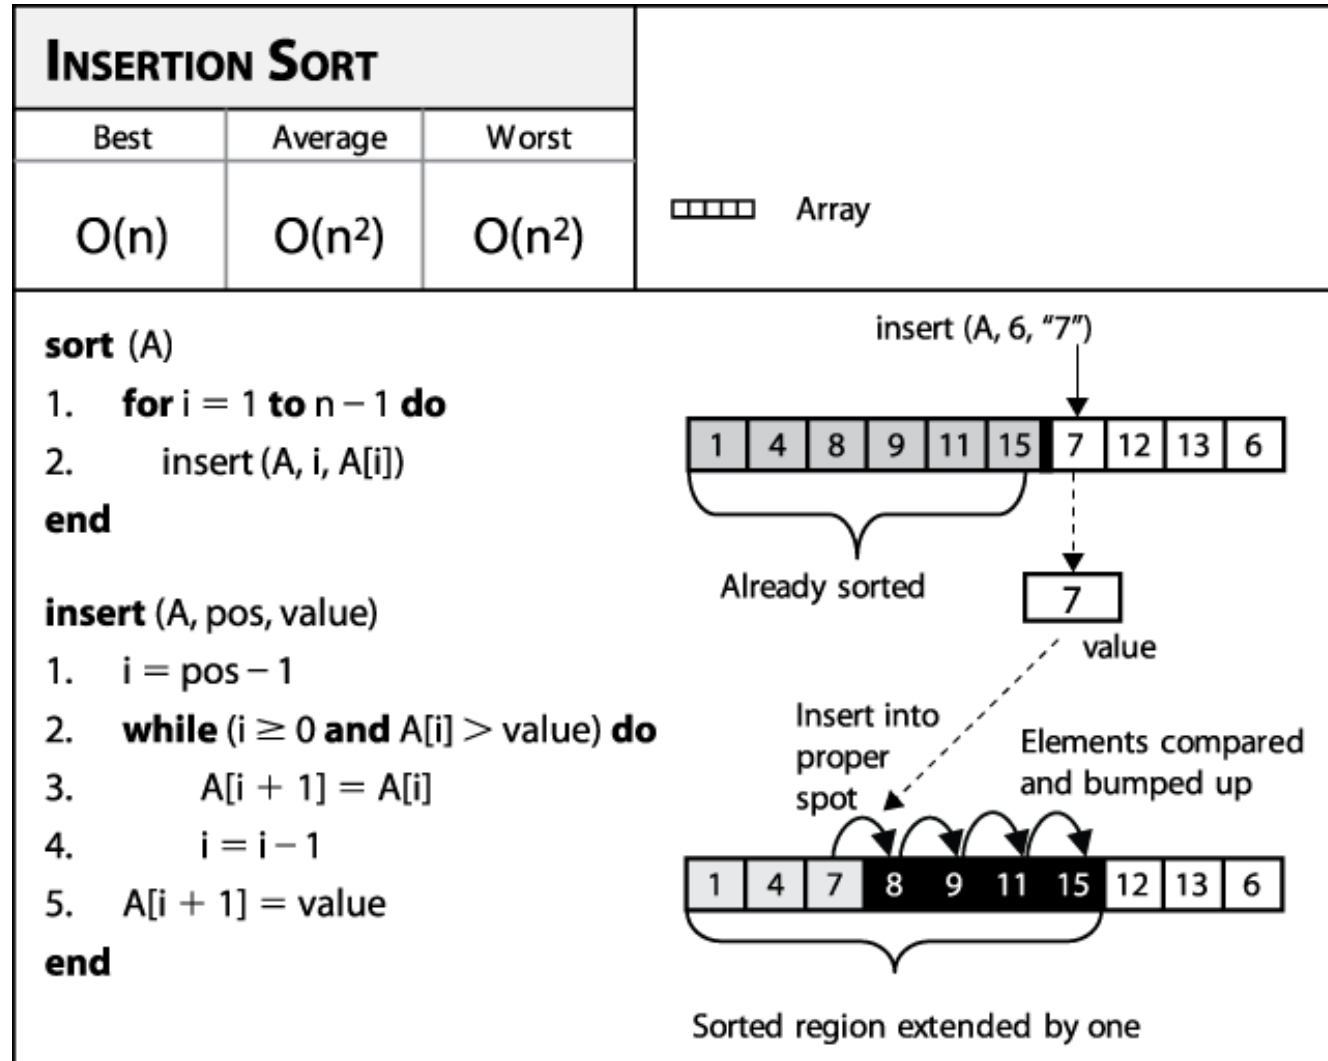 INSERTION SORT
Best Average Worst
O(n) O(n²) O(n²)
Array
sort (A)
1. for i = 1 to n – 1 do
2. insert (A, i, A[i])
end
insert (A, pos, value)
1. i = pos – 1
2. while (i ≥ 0 and A[i] > value) do
3. A[i + 1] = A[i]
4. i = i – 1
5. A[i + 1] = value
end
insert (A, 6, “7”)
1 4 8 9 11 15 7 12 13 6
Already sorted
7
value
Insert into
proper
spot
Elements compared
and bumped up
1 4 7 8 9 11 15 12 13 6
Sorted region extended by one